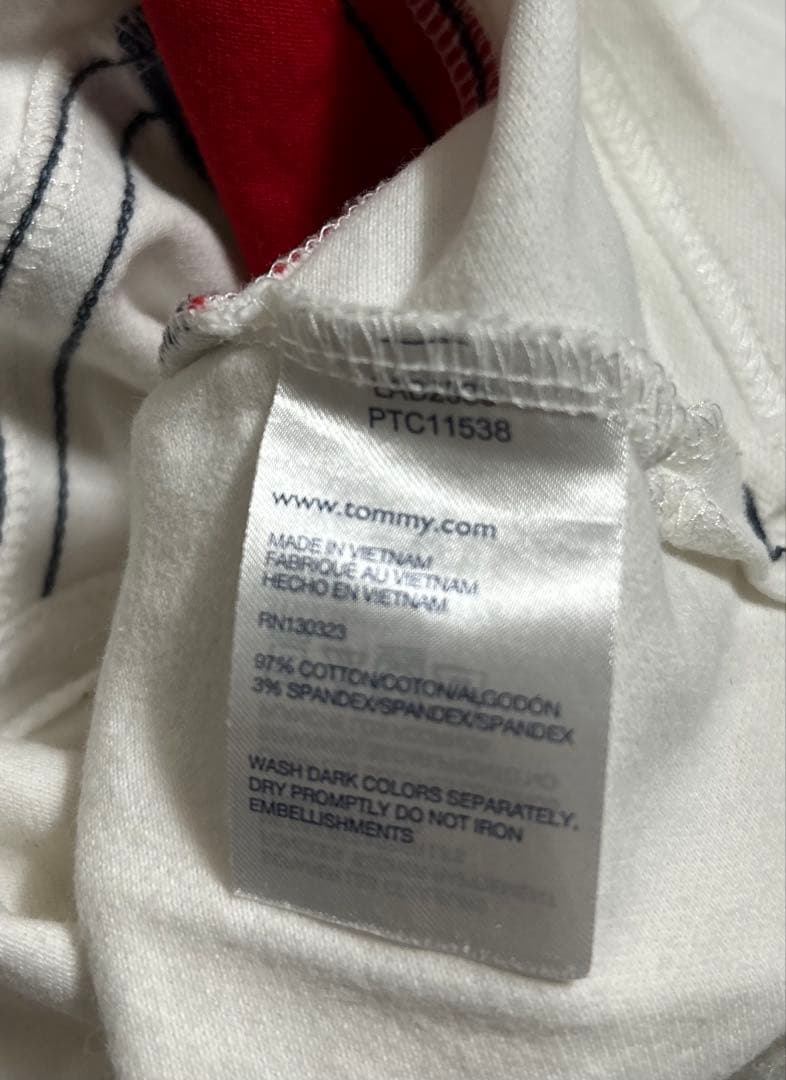 PTC11538
www.tommy.com
MADE IN VIETNAM
FABRIQUE AU VIETNAM
HECHO EN VIETNAM
RN130323
97% COTTON/COTON/ALGODÓN
3% SPANDEX/SPANDEX/SPANDEX
WASH DARK COLORS SEPARATELY.
DRY PROMPTLY DO NOT IRON
EMBELLISHMENTS